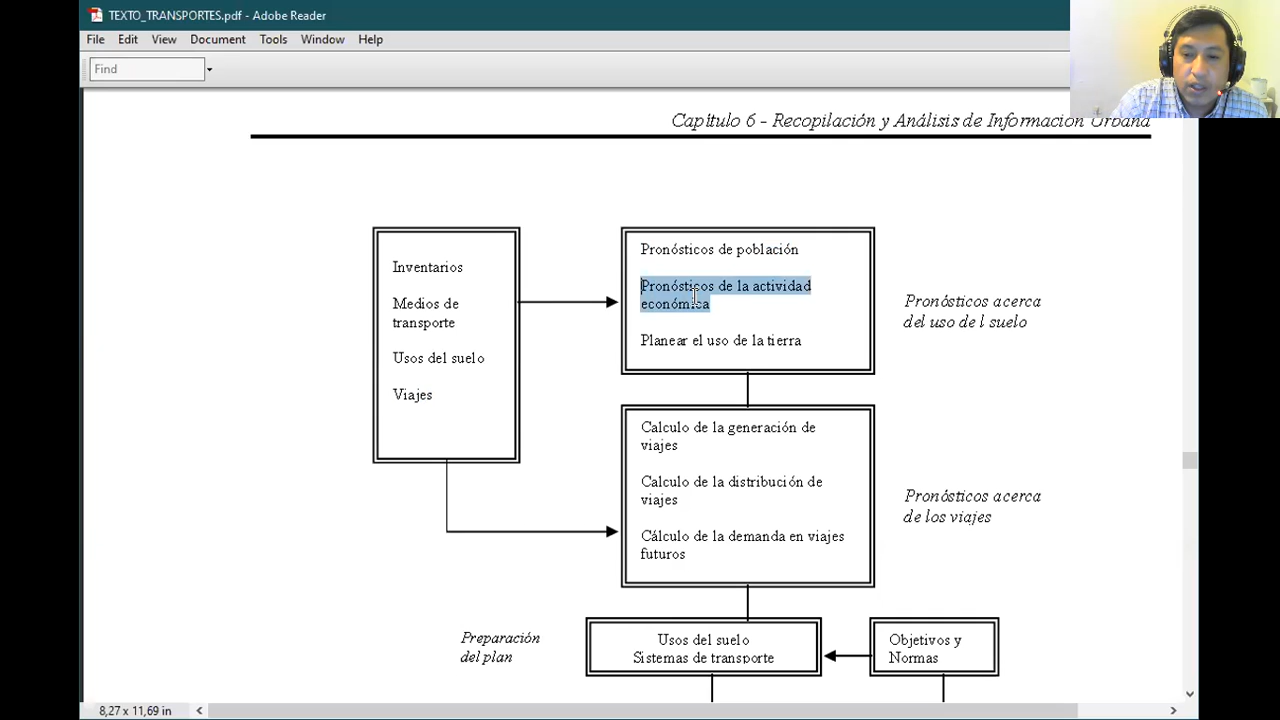 TEXTO_TRANSPORTES.pdf - Adobe Reader
File Edit View Document Tools Window Help
Find
Capítulo 6 - Recopilación y Análisis de Información Urbana
Inventarios
Medios de
transporte
Usos del suelo
Viajes
Pronósticos de población
Pronósticos de la actividad
económica
Planear el uso de la tierra
Pronósticos acerca
del uso de l suelo
Calculo de la generación de
viajes
Calculo de la distribución de
viajes
Cálculo de la demanda en viajes
futuros
Pronósticos acerca
de los viajes
Preparación
del plan
Usos del suelo
Sistemas de transporte
Objetivos y
Normas
8,27 x 11,69 in